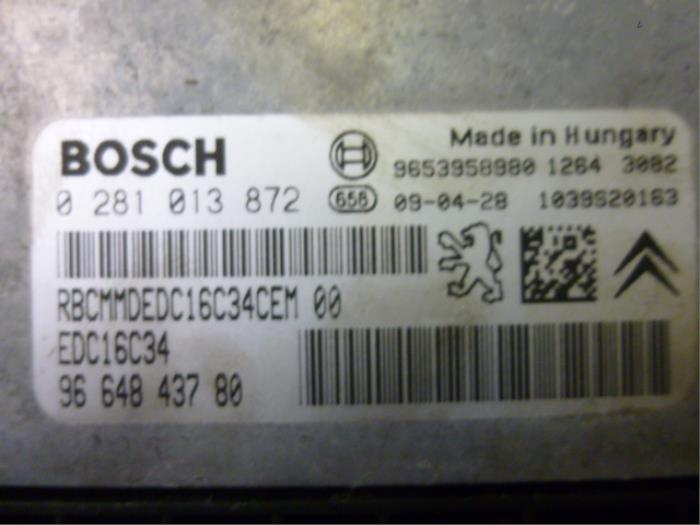 BOSCH
Made in Hungary
9653958980 1264 3082
0 281 013 872
658 09-04-28 1039S20163
RBCMMDEDC16C34CEM 00
EDC16C34
96 648 437 80